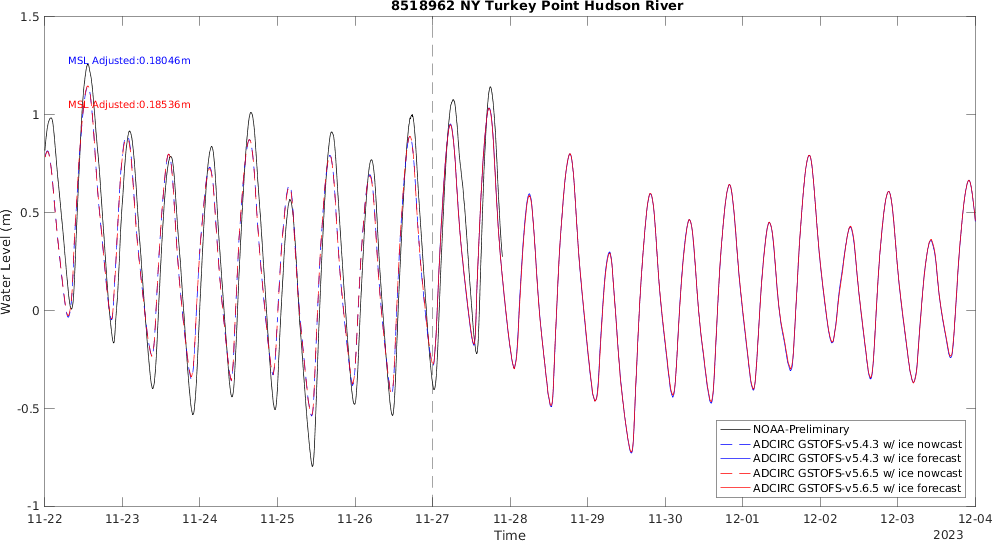 8518962 NY Turkey Point Hudson River
1.5
MSL Adjusted:0.18046m
MSL Adjusted:0.18536m
1
0.5
0
-0.5
-1
Water Level (m)
NOAA-Preliminary
ADCIRC GSTOFS-v5.4.3 w/ ice nowcast
ADCIRC GSTOFS-v5.4.3 w/ ice forecast
ADCIRC GSTOFS-v5.6.5 w/ ice nowcast
ADCIRC GSTOFS-v5.6.5 w/ ice forecast
11-22 11-23 11-24 11-25 11-26 11-27 11-28 11-29 11-30 12-01 12-02 12-03 12-04
Time
2023